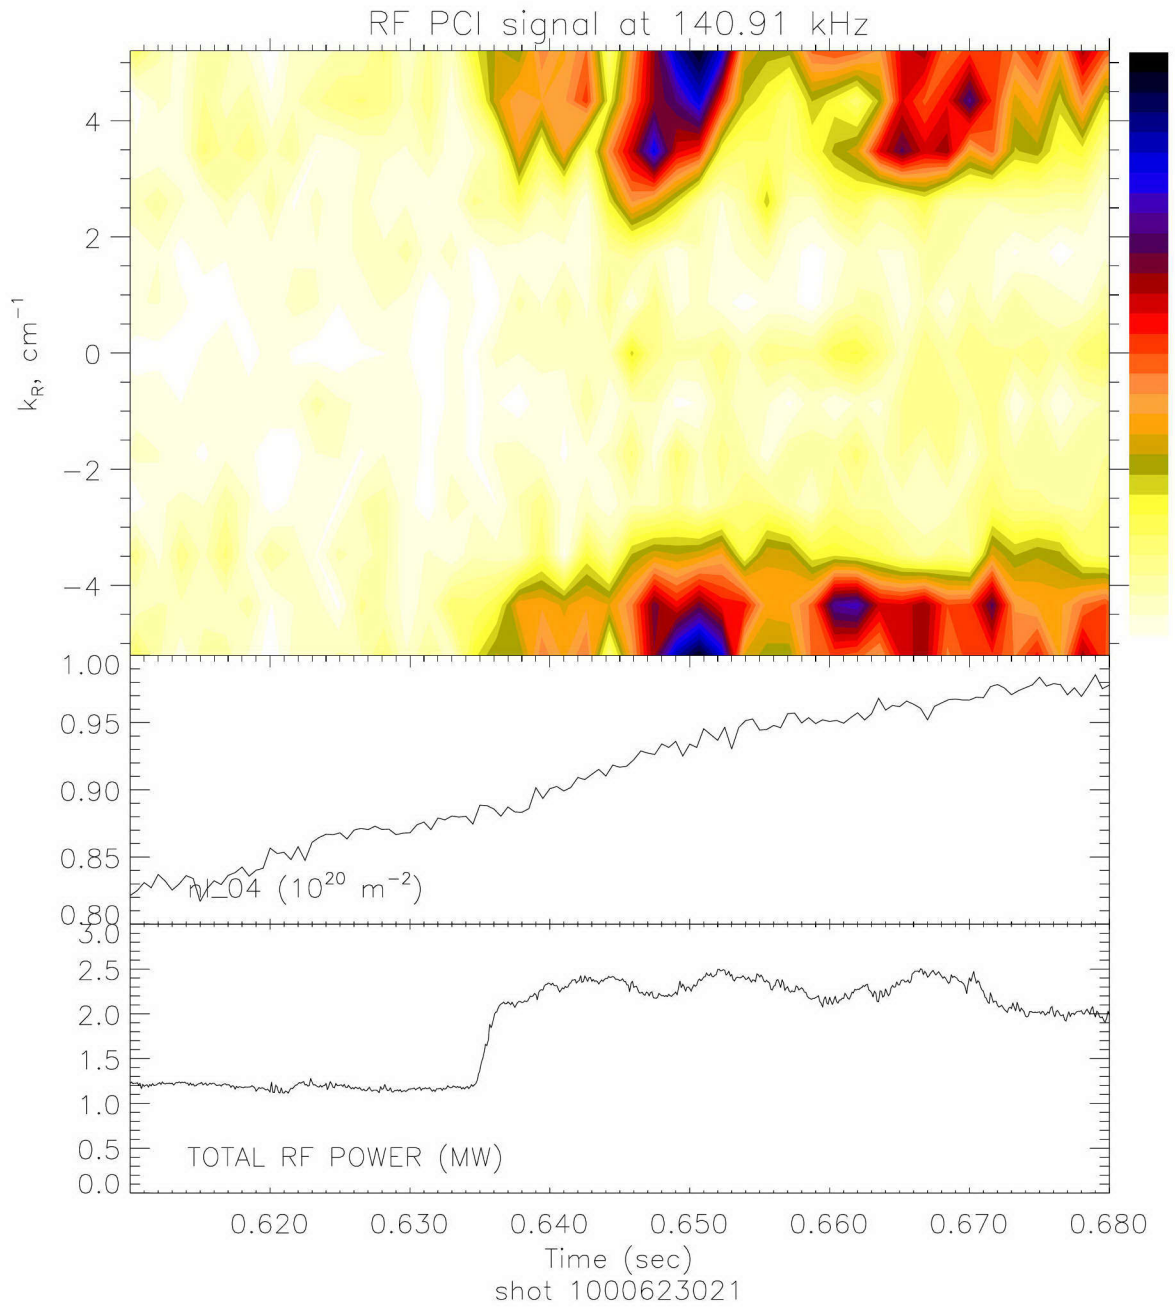 RF PCI signal at 140.91 kHz
4
2
0
−2
−4
k_R, cm⁻¹
1.00
0.95
0.90
0.85
0.80
nl_04 (10²⁰ m⁻²)
3.0
2.5
2.0
1.5
1.0
0.5
0.0
TOTAL RF POWER (MW)
0.620 0.630 0.640 0.650 0.660 0.670 0.680
Time (sec)
shot 1000623021